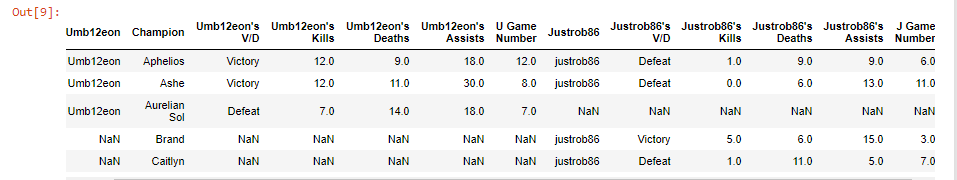 Out[9]:
Umb12eon Champion Umb12eon's V/D Umb12eon's Kills Umb12eon's Deaths Umb12eon's Assists U Game Number Justrob86 Justrob86's V/D Justrob86's Kills Justrob86's Deaths Justrob86's Assists J Game Number
Umb12eon Aphelios Victory 12.0 9.0 18.0 12.0 justrob86 Defeat 1.0 9.0 9.0 6.0
Umb12eon Ashe Victory 12.0 11.0 30.0 8.0 justrob86 Defeat 0.0 6.0 13.0 11.0
Umb12eon Aurelian Sol Defeat 7.0 14.0 18.0 7.0 NaN NaN NaN NaN NaN NaN
NaN Brand NaN NaN NaN NaN NaN justrob86 Victory 5.0 6.0 15.0 3.0
NaN Caitlyn NaN NaN NaN NaN NaN justrob86 Defeat 1.0 11.0 5.0 7.0